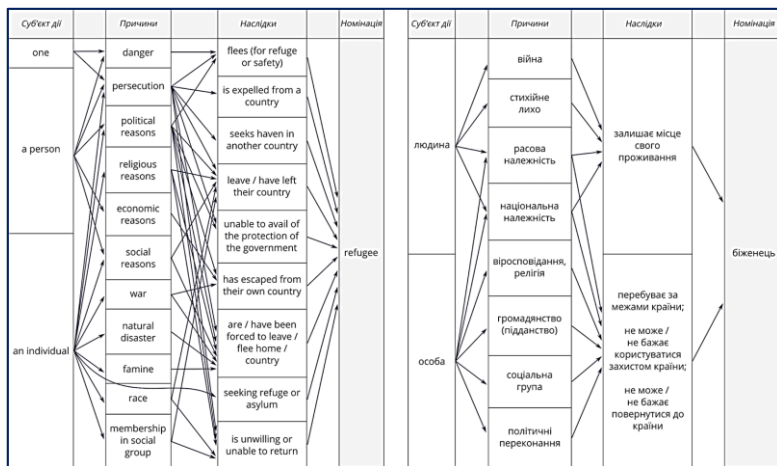 Суб'єкт дії
Причини
Наслідки
Номінація
one
a person
an individual
danger
persecution
political
reasons
religious
reasons
economic
reasons
social
reasons
war
natural
disaster
famine
race
membership
in social
group
flees (for refuge
or safety)
is expelled from a
country
seeks haven in
another country
leave / have left
their country
unable to avail of
the protection of
the government
has escaped from
their own country
are / have been
forced to leave /
flee home /
country
seeking refuge or
asylum
is unwilling or
unable to return
refugee
Суб'єкт дії
Причини
Наслідки
Номінація
людина
особа
війна
стихійне
лихо
расова
належність
національна
належність
віросповідання,
релігія
громадянство
(підданство)
соціальна
група
політичні
переконання
залишає місце
свого
проживання
перебуває за
межами країни;
не може /
не бажає
користуватися
захистом країни;
не може /
не бажає
повернутися до
країни
біженець